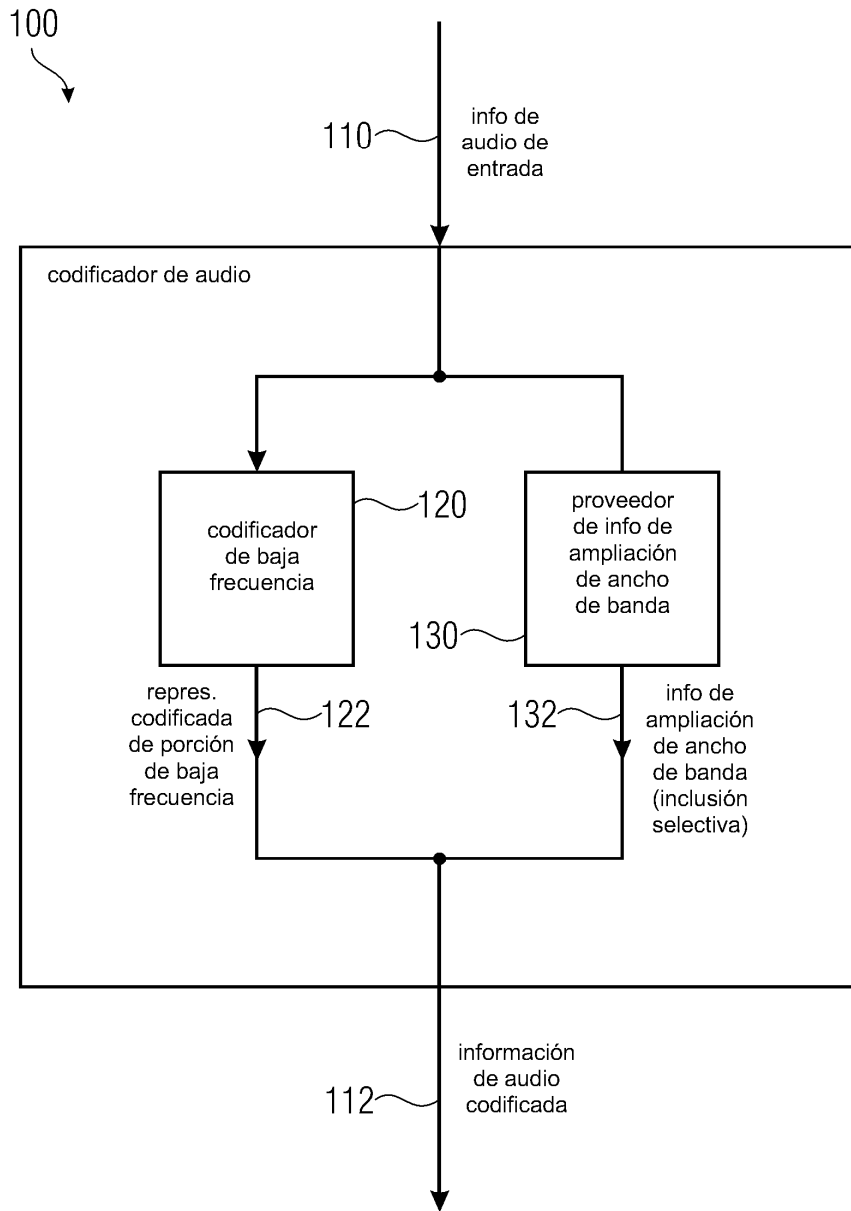 100
110
info de
audio de
entrada
codificador de audio
codificador
de baja
frecuencia
120
proveedor
de info de
ampliación
de ancho
de banda
130
repres.
codificada
de porción
de baja
frecuencia
122
132
info de
ampliación
de ancho
de banda
(inclusión
selectiva)
112
información
de audio
codificada